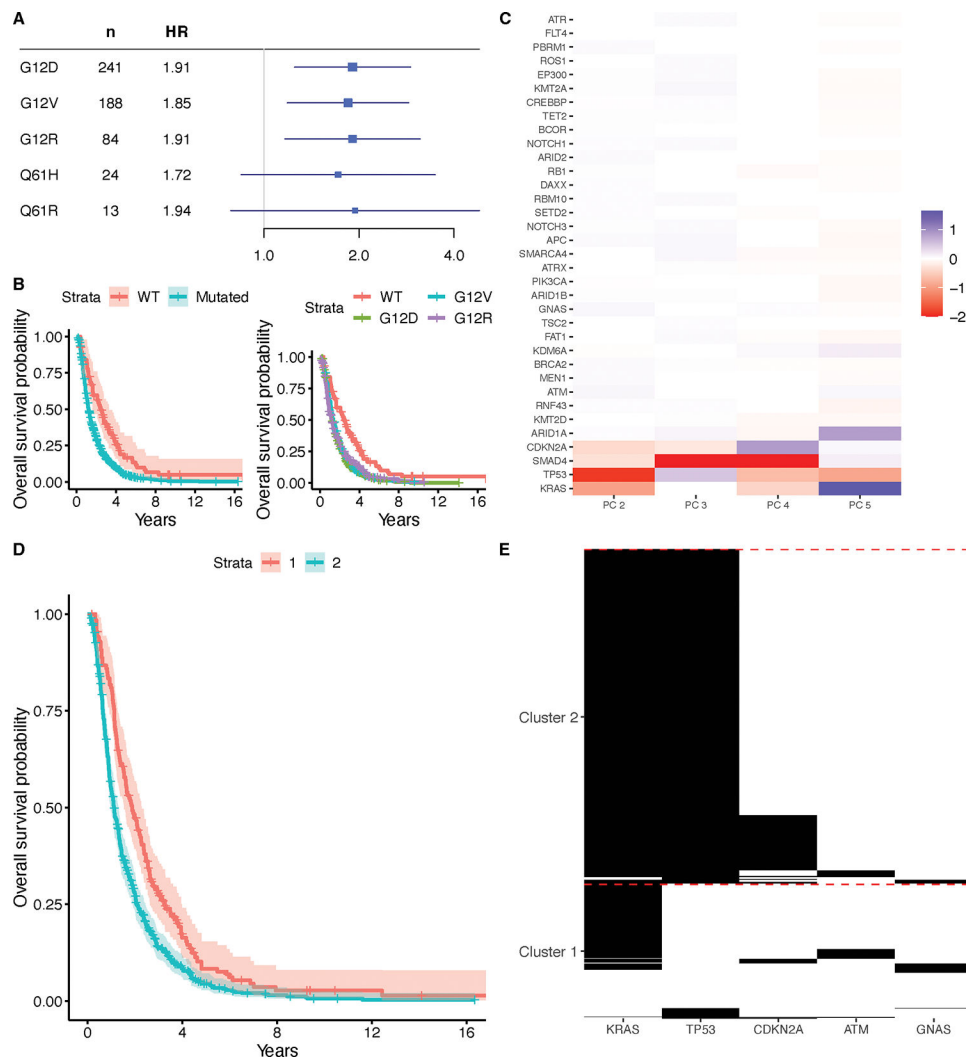 A
n HR
G12D 241 1.91
G12V 188 1.85
G12R 84 1.91
Q61H 24 1.72
Q61R 13 1.94
1.0 2.0 4.0
B
Strata WT Mutated
Overall survival probability
1.00
0.75
0.50
0.25
0.00
0 4 8 12 16
Years
Strata WT G12V
G12D G12R
Overall survival probability
1.00
0.75
0.50
0.25
0.00
0 4 8 12 16
Years
C
ATR
FLT4
PBRM1
ROS1
EP300
KMT2A
CREBBP
TET2
BCOR
NOTCH1
ARID2
RB1
DAXX
RBM10
SETD2
NOTCH3
APC
SMARCA4
ATRX
PIK3CA
ARID1B
GNAS
TSC2
FAT1
KDM6A
BRCA2
MEN1
ATM
RNF43
KMT2D
ARID1A
CDKN2A
SMAD4
TP53
KRAS
PC 2 PC 3 PC 4 PC 5
1
0
−1
−2
D
Strata 1 2
Overall survival probability
1.00
0.75
0.50
0.25
0.00
0 4 8 12 16
Years
E
Cluster 2
Cluster 1
KRAS TP53 CDKN2A ATM GNAS